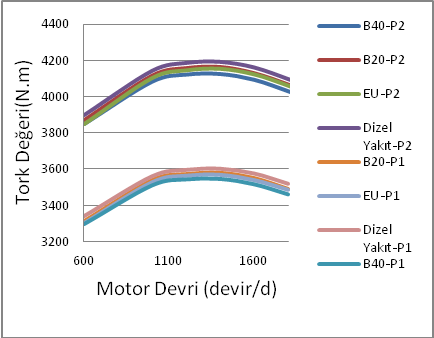 4400
4200
4000
3800
3600
3400
3200
600
1100
1600
Tork Değeri(N.m)
Motor Devri (devir/d)
B40-P2
B20-P2
EU-P2
Dizel
Yakıt-P2
B20-P1
EU-P1
Dizel
Yakıt-P1
B40-P1